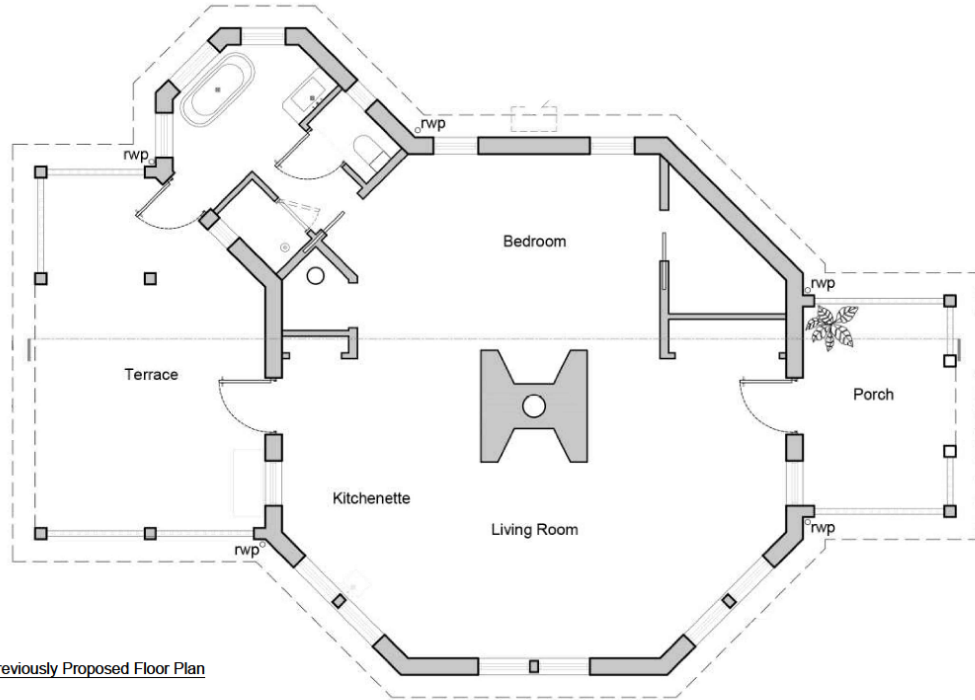 rwp
rwp
Bedroom
rwp
Terrace
Porch
Kitchenette
Living Room
rwp
rwp
reviously Proposed Floor Plan